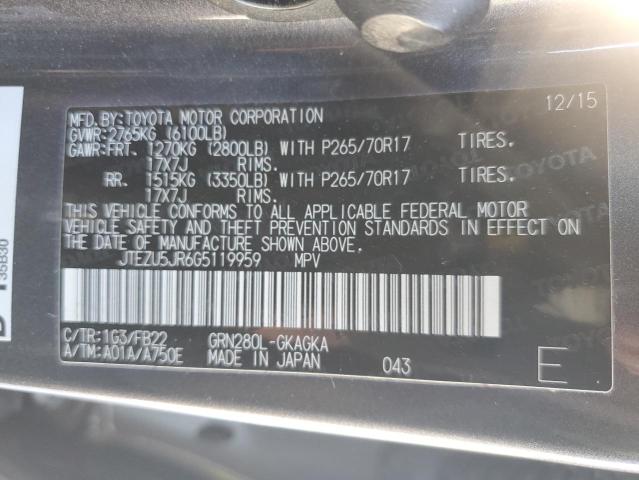 MFD.BY:TOYOTA MOTOR CORPORATION 12/15
GVWR:2765KG (6100LB)
GAWR:FRT. 1270KG (2800LB) WITH P265/70R17 TIRES.
17X7J RIMS.
RR. 1515KG (3350LB) WITH P265/70R17 TIRES.
17X7J RIMS.
THIS VEHICLE CONFORMS TO ALL APPLICABLE FEDERAL MOTOR
VEHICLE SAFETY AND THEFT PREVENTION STANDARDS IN EFFECT ON
THE DATE OF MANUFACTURE SHOWN ABOVE.
JTEZU5JR6G5119959 MPV
C/TR:1G3/FB22 GRN280L-GKAGKA
A/TM:A01A/A750E MADE IN JAPAN 043 E
35B30